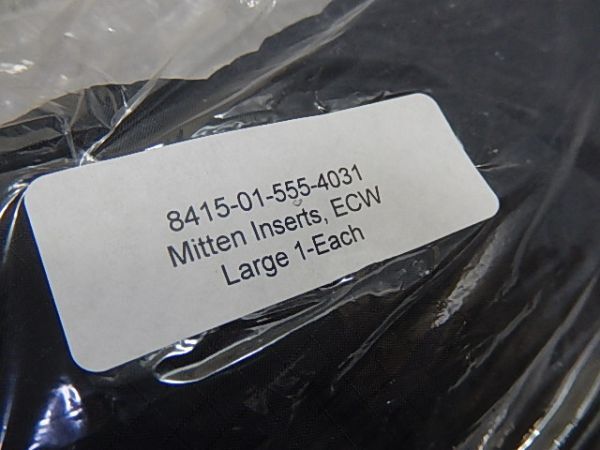 8415-01-555-4031
Mitten Inserts, ECW
Large 1-Each